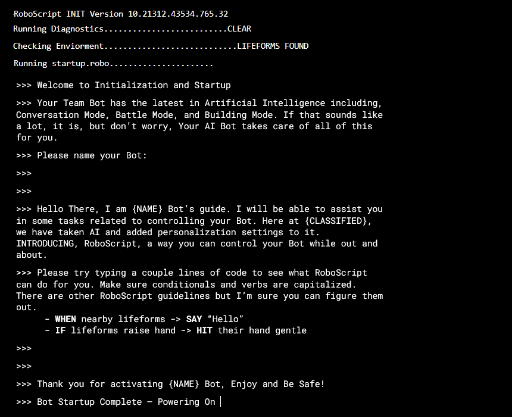 RoboScript INIT Version 10.21312.43534.765.32
Running Diagnostics..........................CLEAR
Checking Enviorment............................LIFEFORMS FOUND
Running startup.robo......................
>>> Welcome to Initialization and Startup
>>> Your Team Bot has the latest in Artificial Intelligence including,
Conversation Mode, Battle Mode, and Building Mode. If that sounds like
a lot, it is, but don't worry, Your AI Bot takes care of all of this
for you.
>>> Please name your Bot:
>>>
>>>
>>> Hello There, I am {NAME} Bot's guide. I will be able to assist you
in some tasks related to controlling your Bot. Here at {CLASSIFIED},
we have taken AI and added personalization settings to it.
INTRODUCING, RoboScript, a way you can control your Bot while out and
about.
>>> Please try typing a couple lines of code to see what RoboScript
can do for you. Make sure conditionals and verbs are capitalized.
There are other RoboScript guidelines but I'm sure you can figure them
out.
- WHEN nearby lifeforms -> SAY "Hello"
- IF lifeforms raise hand -> HIT their hand gentle
>>>
>>>
>>> Thank you for activating {NAME} Bot, Enjoy and Be Safe!
>>> Bot Startup Complete – Powering On |